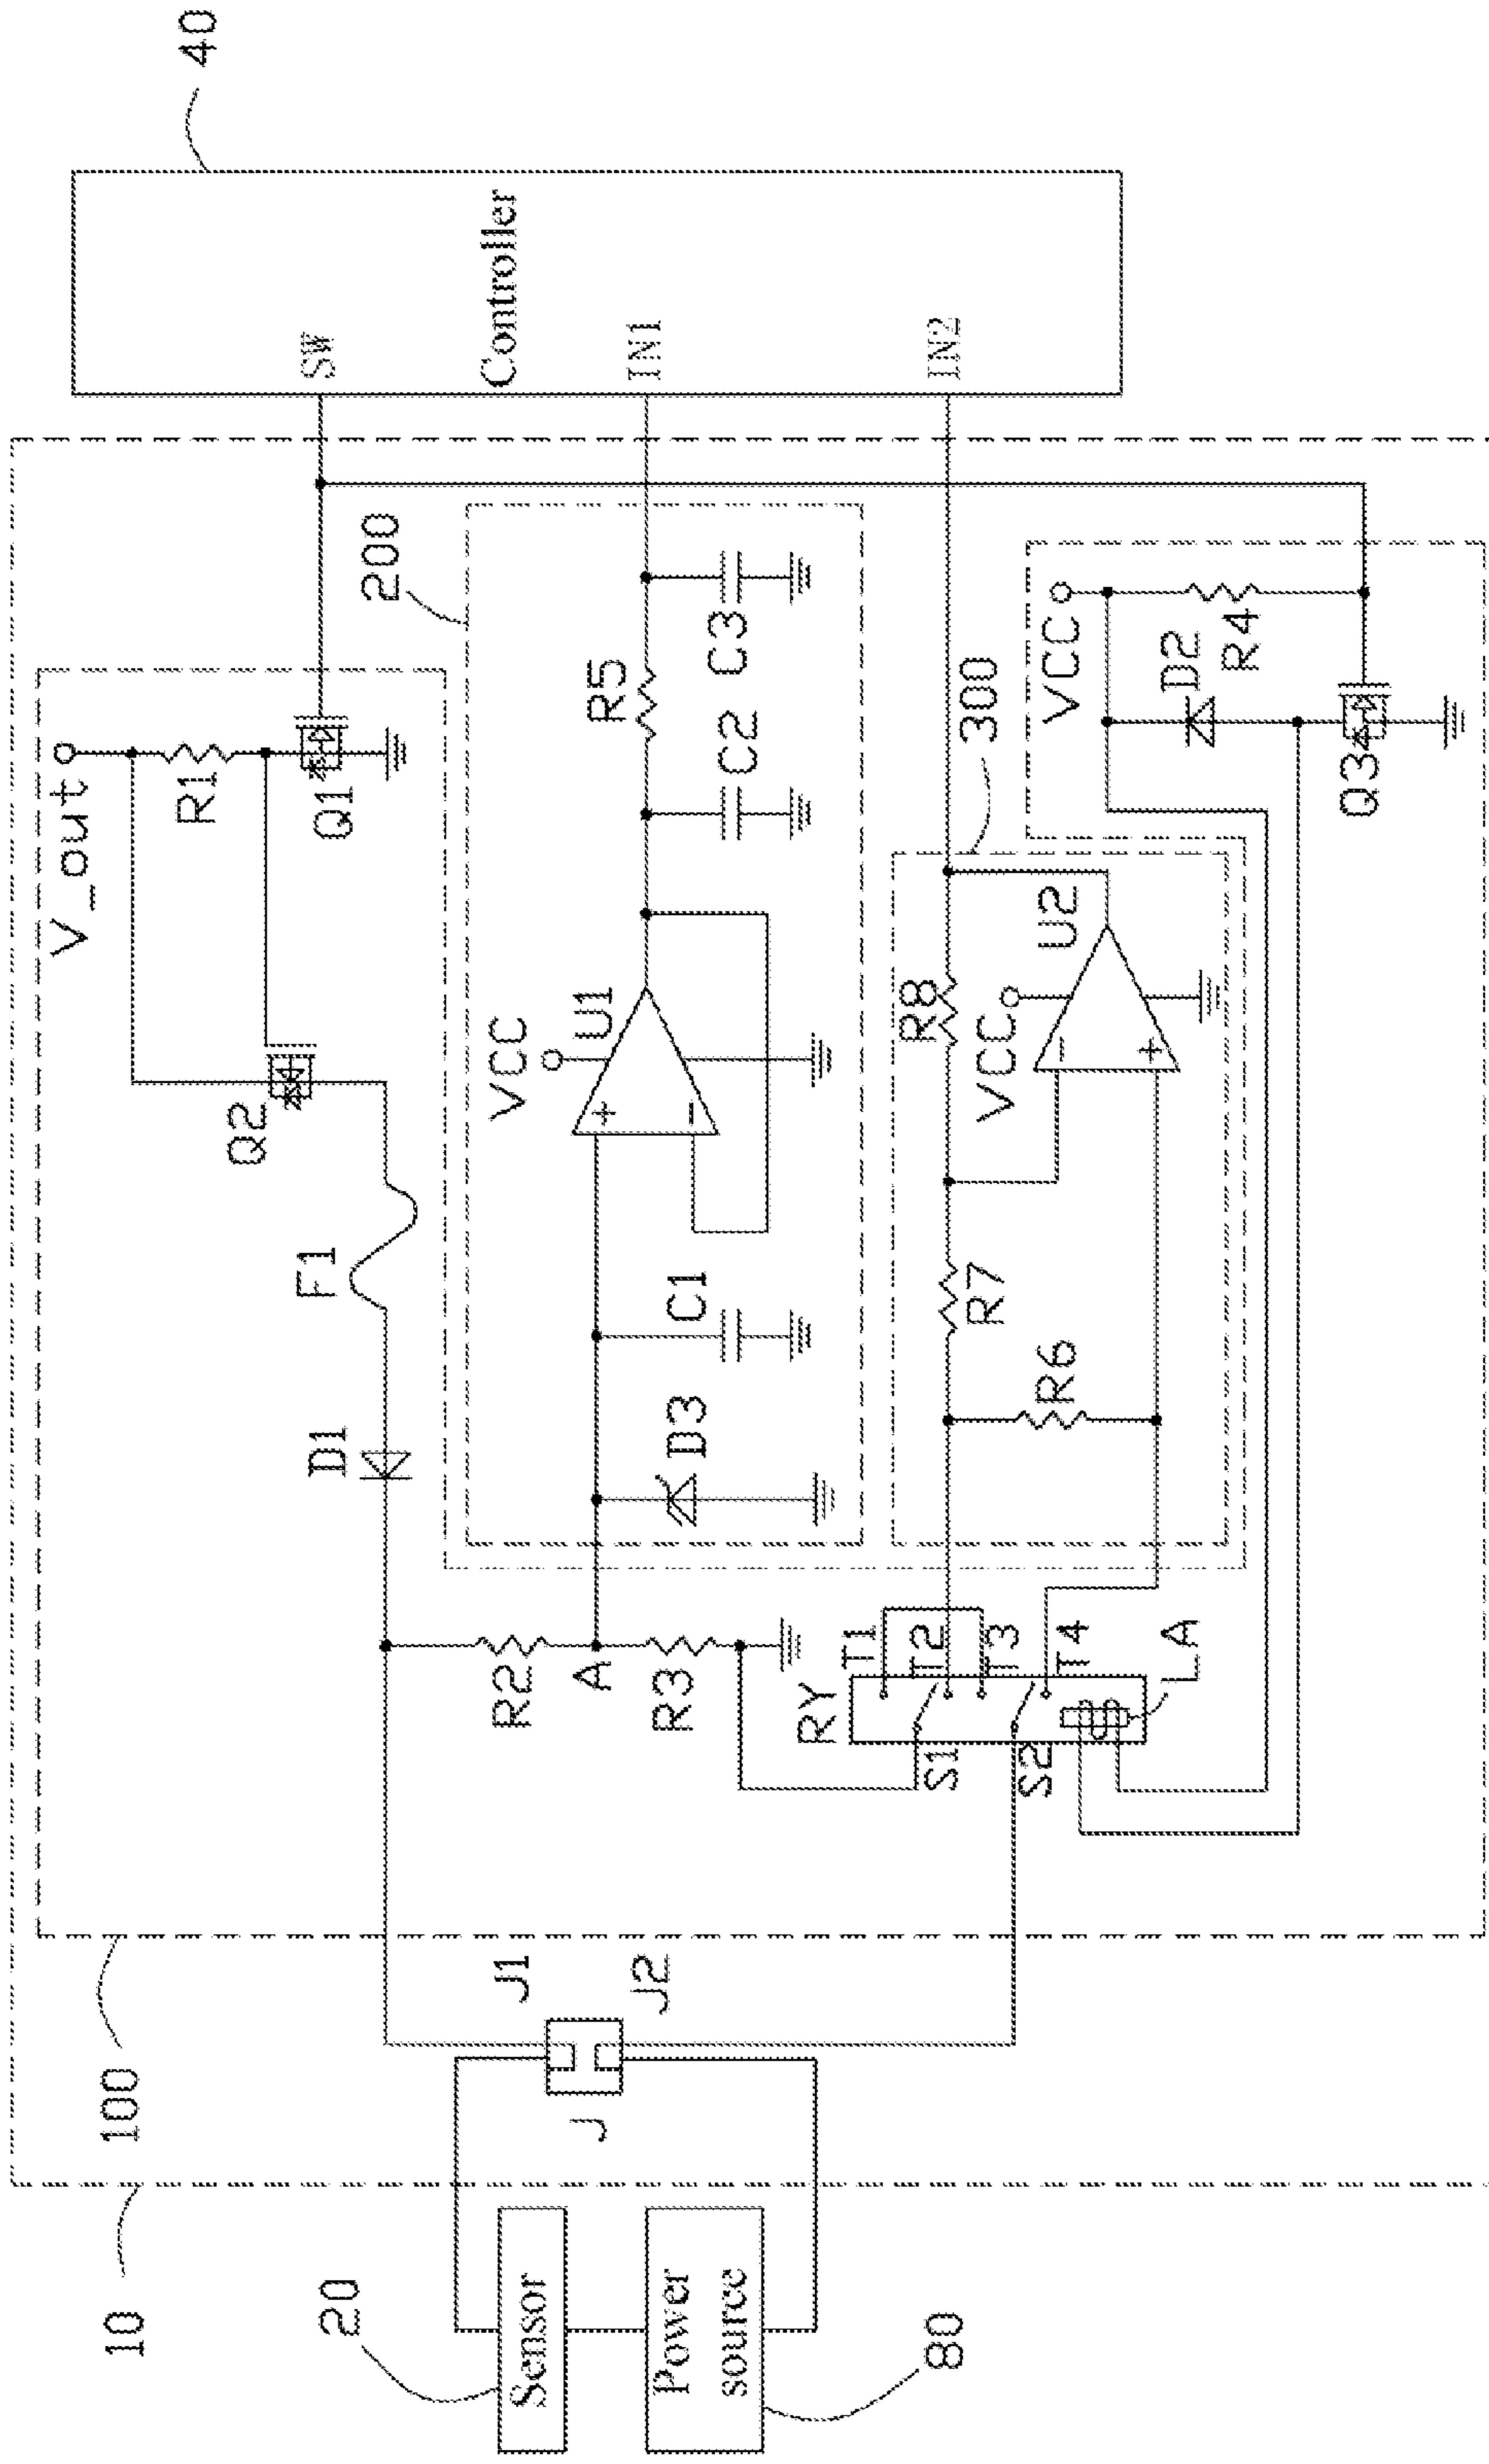 10
100
20
Sensor
Power
source
80
J1
J
J2
D1
F1
Q2
V_out
R1
Q1
SW
Controller
40
IN1
IN2
200
R2
A
R3
D3
C1
VCC
U1
C2
R5
C3
RY
S1
S2
T1
T2
T3
T4
LA
R6
R7
R8
VCC
U2
300
VCC
D2
R4
Q3